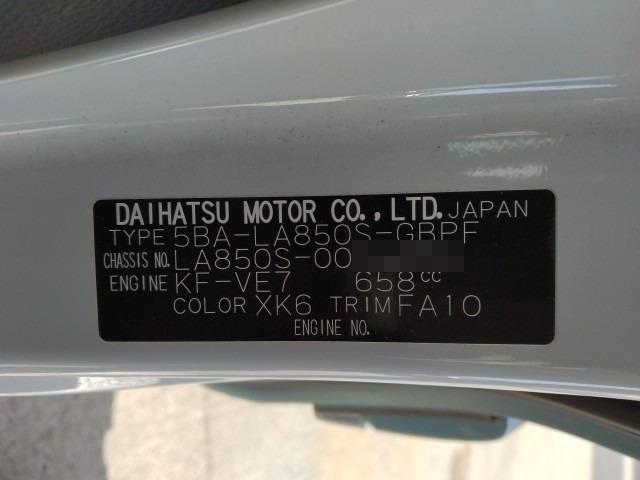 DAIHATSU MOTOR CO., LTD. JAPAN
TYPE 5BA-LA850S-GBPF
CHASSIS NO. LA850S-00
ENGINE KF-VE7 658cc
COLOR XK6 TRIM FA10
ENGINE NO.